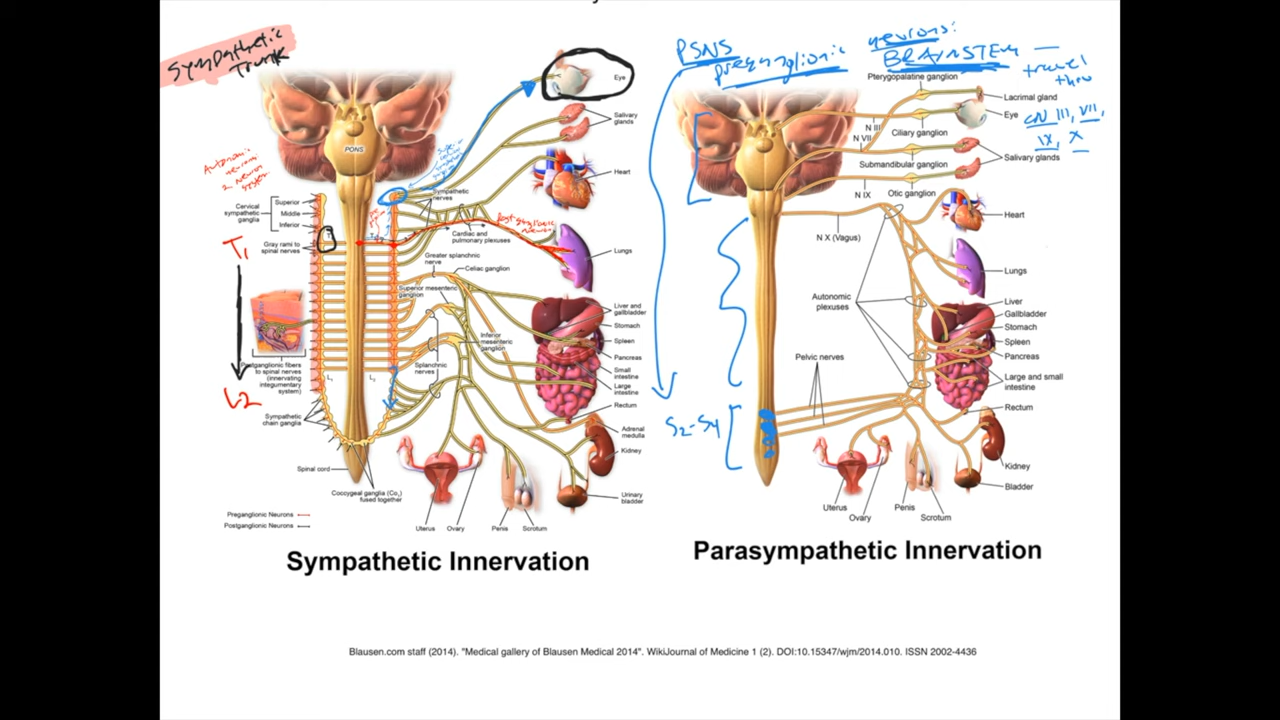 Sympathetic
Trunk
Autonomic
neurons
2 neuron
system
T1
L2
PONS
Cervical
sympathetic
ganglia
Superior
Middle
Inferior
Gray rami to
spinal nerves
Postganglionic fibers
to spinal nerves
(innervating
integumentary
system)
Sympathetic
chain ganglia
Spinal cord
Coccygeal ganglia (Co1)
fused together
Preganglionic Neurons
Postganglionic Neurons
L1
L2
Sympathetic
nerves
Cardiac and
pulmonary plexuses
postganglionic
neuron
Greater splanchnic
nerve
Celiac ganglion
Superior mesenteric
ganglion
Inferior
mesenteric
ganglion
Splanchnic
nerves
Eye
Salivary
glands
Heart
Lungs
Liver and
gallbladder
Stomach
Spleen
Pancreas
Small
intestine
Large
intestine
Rectum
Adrenal
medulla
Kidney
Urinary
bladder
Uterus
Ovary
Penis
Scrotum
Sympathetic Innervation
PSNS
preganglionic
neurons:
BRAINSTEM —
travel
thru
CN III, VII,
IX, X
S2-S4
Pterygopalatine ganglion
Lacrimal gland
Eye
N III
Ciliary ganglion
N VII
Submandibular ganglion
Salivary glands
N IX
Otic ganglion
Heart
N X (Vagus)
Lungs
Autonomic
plexuses
Liver
Gallbladder
Stomach
Spleen
Pancreas
Pelvic nerves
Large and small
intestine
Rectum
Kidney
Bladder
Uterus
Ovary
Penis
Scrotum
Parasympathetic Innervation
Blausen.com staff (2014). "Medical gallery of Blausen Medical 2014". WikiJournal of Medicine 1 (2). DOI:10.15347/wjm/2014.010. ISSN 2002-4436